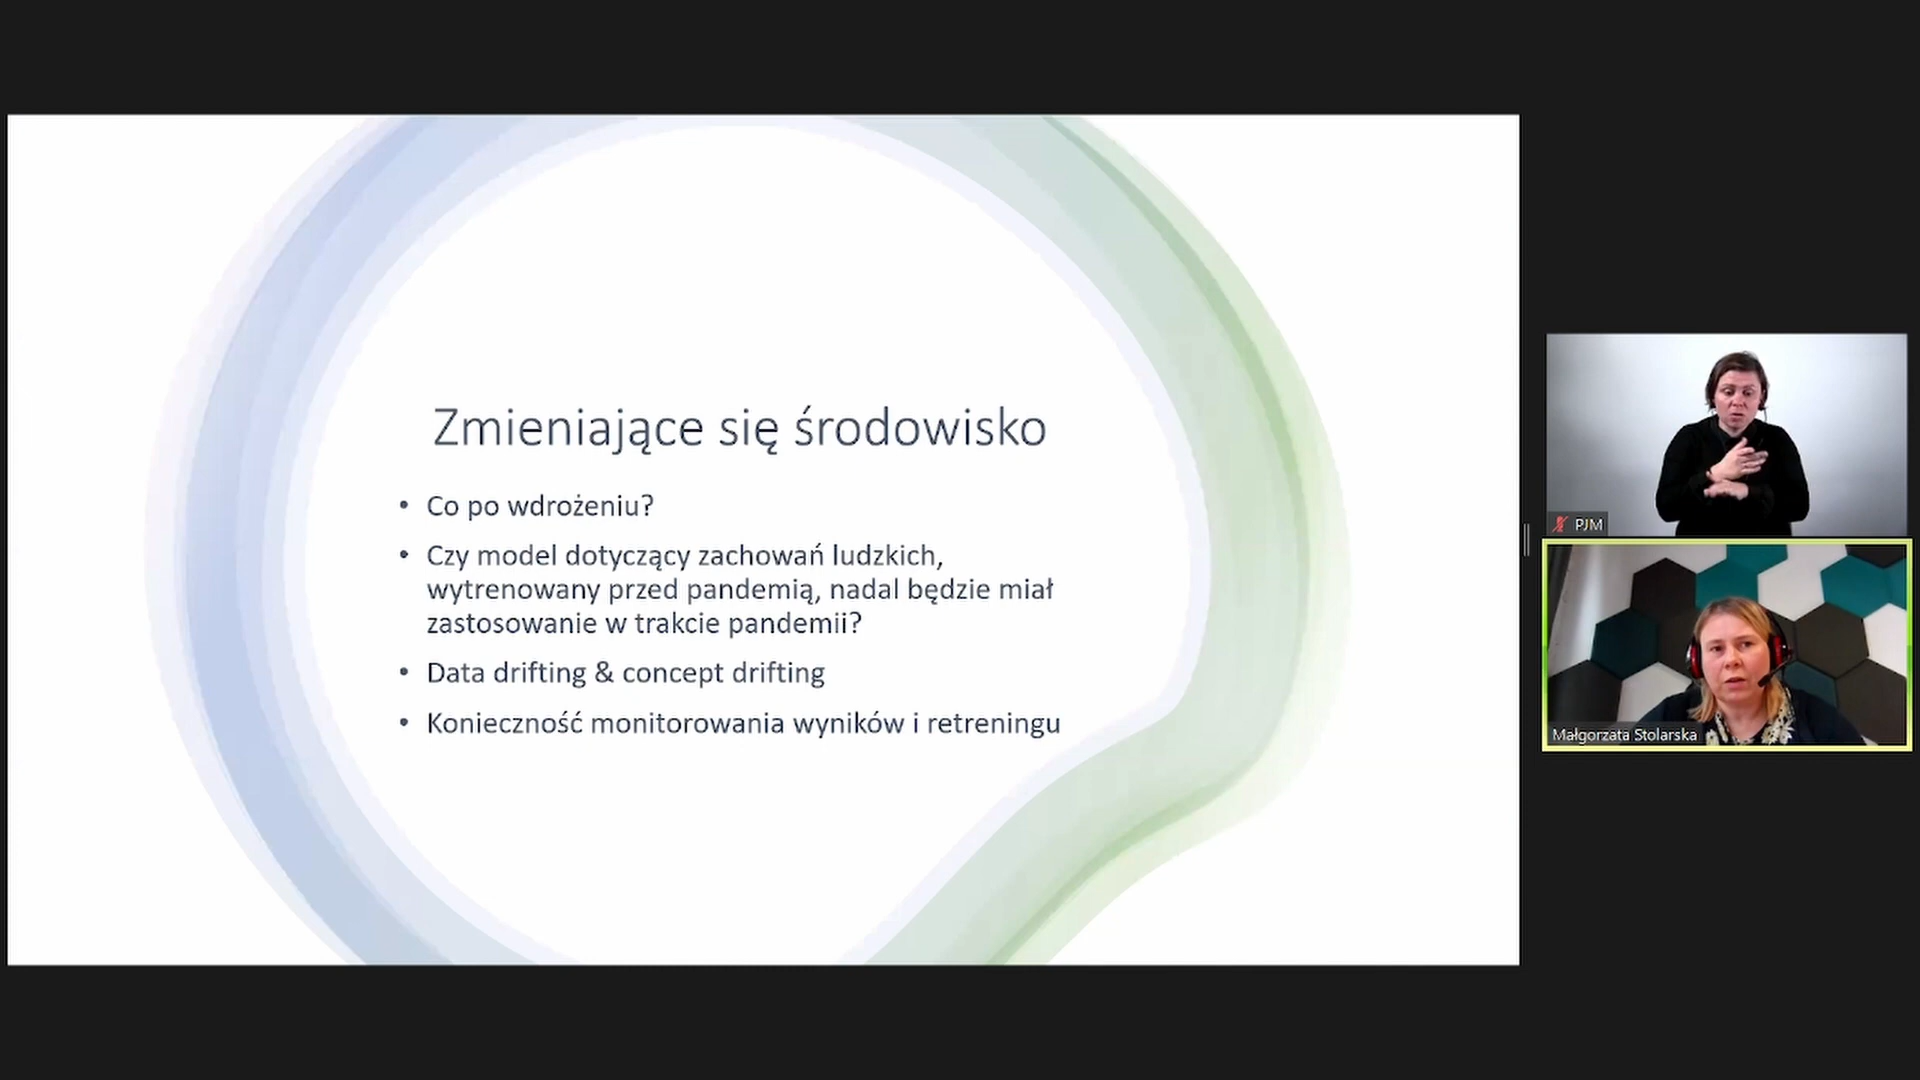 Zmieniające się środowisko
• Co po wdrożeniu?
• Czy model dotyczący zachowań ludzkich,
wytrenowany przed pandemią, nadal będzie miał
zastosowanie w trakcie pandemii?
• Data drifting & concept drifting
• Konieczność monitorowania wyników i retreningu
PJM
Małgorzata Stolarska